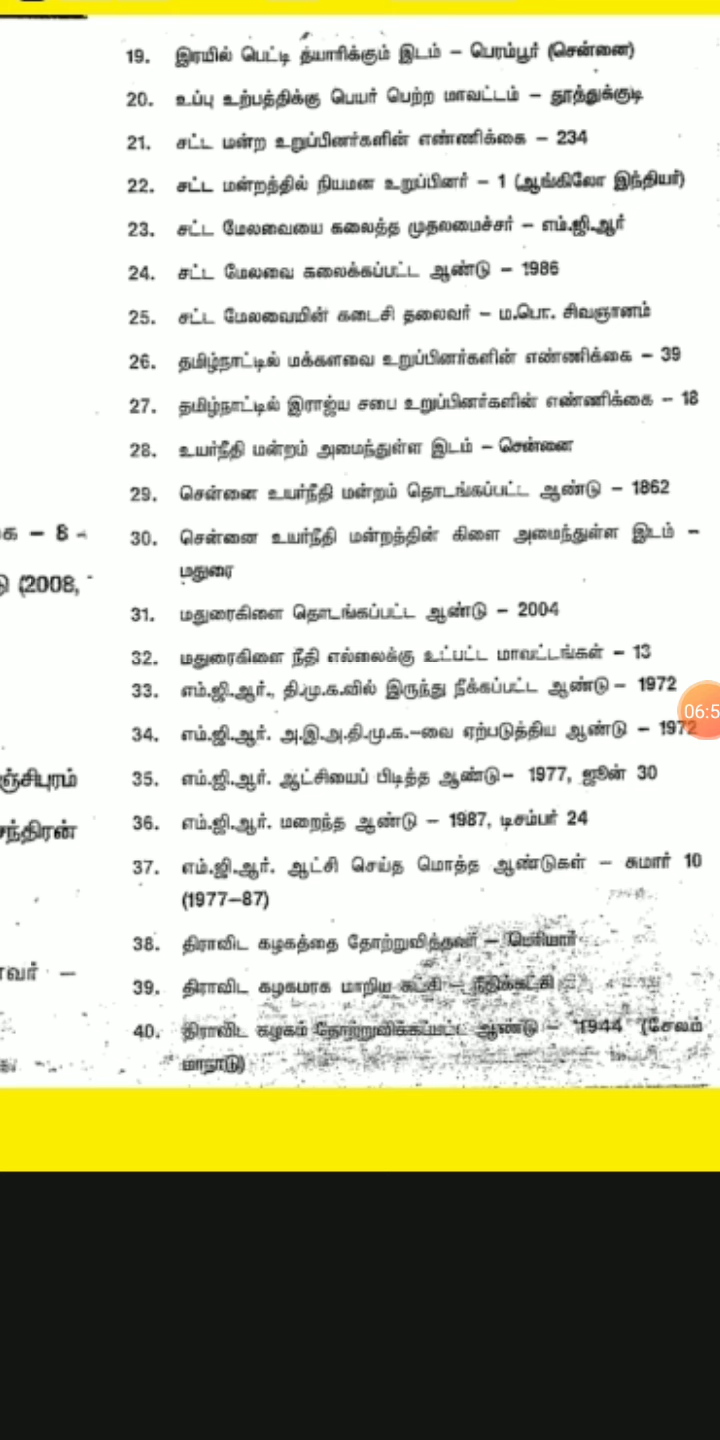 19. இரயில் பெட்டி தயாரிக்கும் இடம் – பெரம்பூர் (சென்னை)
20. உப்பு உற்பத்திக்கு பெயர் பெற்ற மாவட்டம் – தூத்துக்குடி
21. சட்ட மன்ற உறுப்பினர்களின் எண்ணிக்கை – 234
22. சட்ட மன்றத்தில் நியமன உறுப்பினர் – 1 (ஆங்கிலோ இந்தியர்)
23. சட்ட மேலவையை கலைத்த முதலமைச்சர் – எம்.ஜி.ஆர்
24. சட்ட மேலவை கலைக்கப்பட்ட ஆண்டு – 1986
25. சட்ட மேலவையின் கடைசி தலைவர் – ம.பொ. சிவஞானம்
26. தமிழ்நாட்டில் மக்களவை உறுப்பினர்களின் எண்ணிக்கை – 39
27. தமிழ்நாட்டில் இராஜ்ய சபை உறுப்பினர்களின் எண்ணிக்கை – 18
28. உயர்நீதி மன்றம் அமைந்துள்ள இடம் – சென்னை
29. சென்னை உயர்நீதி மன்றம் தொடங்கப்பட்ட ஆண்டு – 1862
கை – 8
30. சென்னை உயர்நீதி மன்றத்தின் கிளை அமைந்துள்ள இடம் –
மதுரை
டு (2008,
31. மதுரைகிளை தொடங்கப்பட்ட ஆண்டு – 2004
32. மதுரைகிளை நீதி எல்லைக்கு உட்பட்ட மாவட்டங்கள் – 13
33. எம்.ஜி.ஆர்., தி.மு.க.வில் இருந்து நீக்கப்பட்ட ஆண்டு – 1972
06:5
34. எம்.ஜி.ஆர். அ.இ.அ.தி.மு.க.–வை ஏற்படுத்திய ஆண்டு – 1972
ஞ்சிபுரம்
35. எம்.ஜி.ஆர். ஆட்சியைப் பிடித்த ஆண்டு– 1977, ஜூன் 30
சந்திரன்
36. எம்.ஜி.ஆர். மறைந்த ஆண்டு – 1987, டிசம்பர் 24
37. எம்.ஜி.ஆர். ஆட்சி செய்த மொத்த ஆண்டுகள் – சுமார் 10
(1977–87)
38. திராவிட கழகத்தை தோற்றுவித்தவர் – பெரியார்
ாவர் –
39. திராவிட கழகமாக மாறிய கட்சி – நீதிக்கட்சி
40. திராவிட கழகம் தோற்றுவிக்கப்பட்ட ஆண்டு – 1944 (சேலம்
மாநாடு)